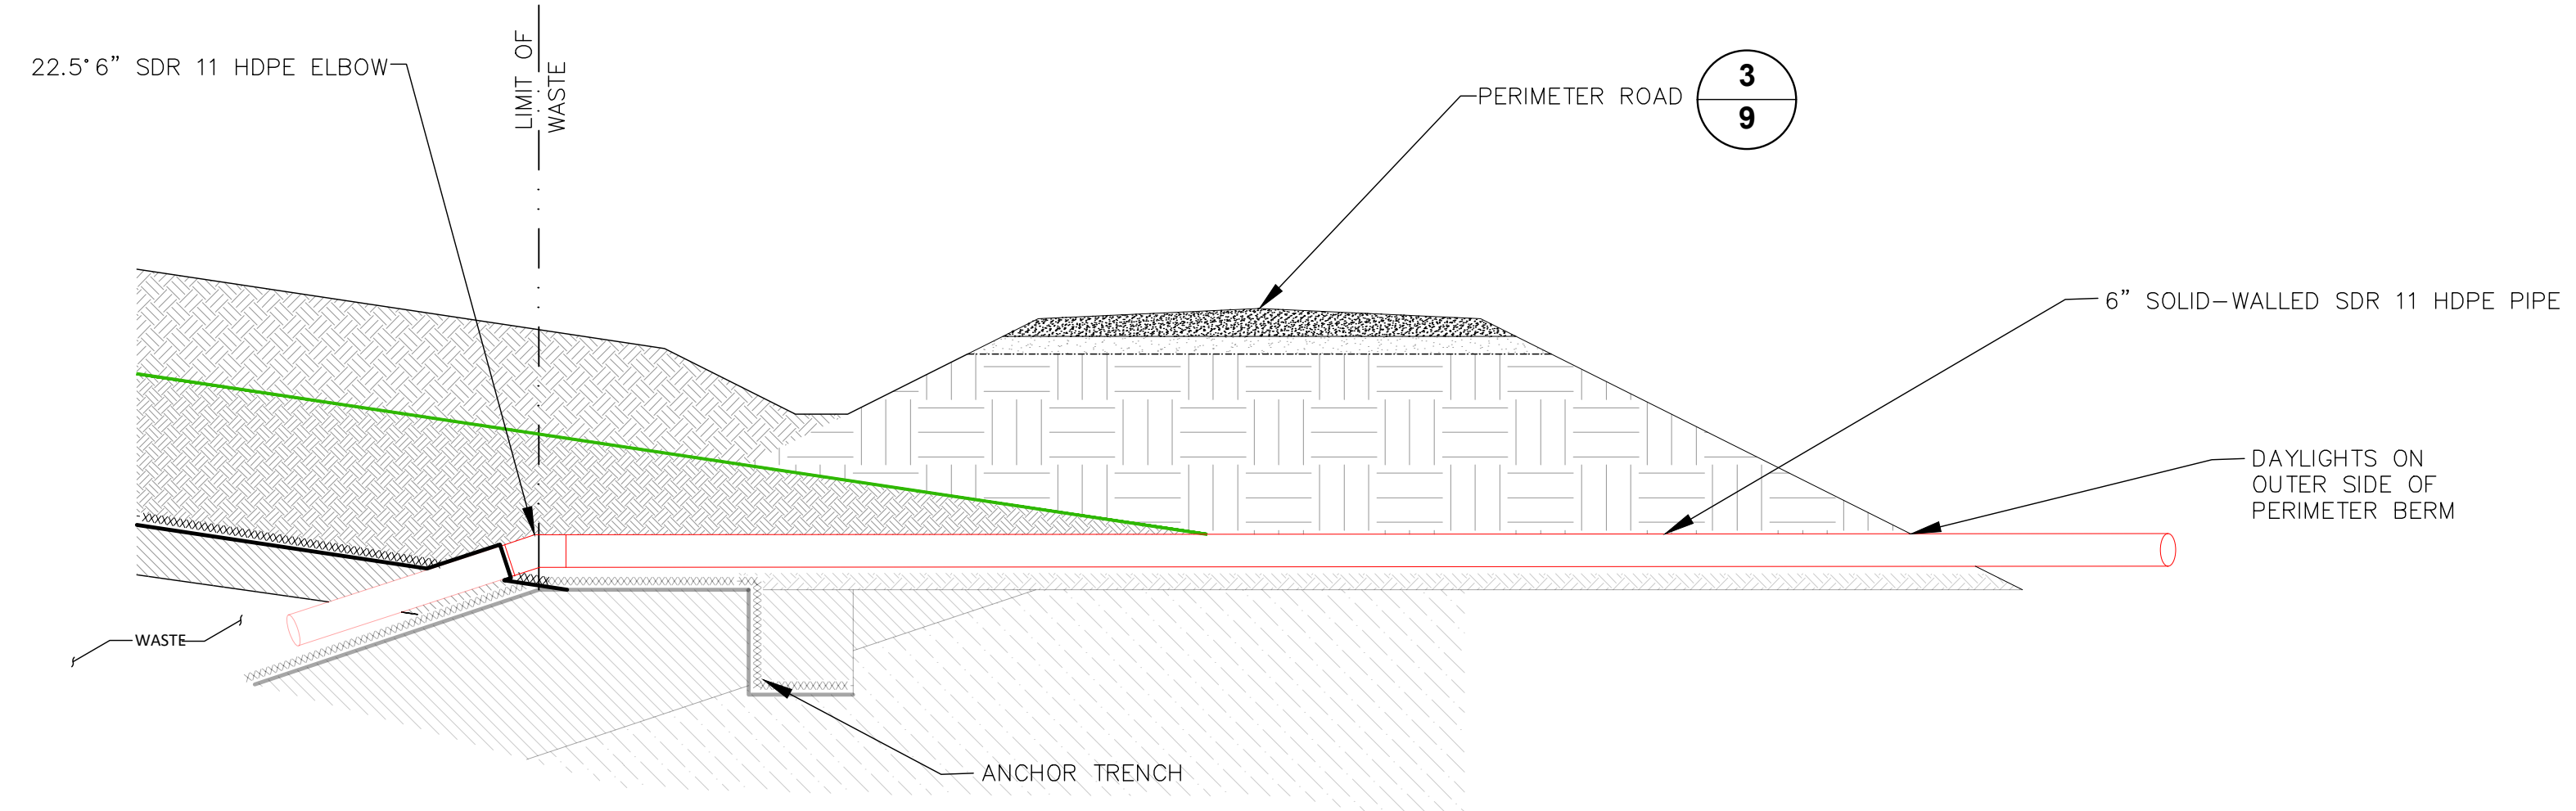 22.5° 6” SDR 11 HDPE ELBOW
LIMIT OF
WASTE
PERIMETER ROAD
3
9
6” SOLID-WALLED SDR 11 HDPE PIPE
DAYLIGHTS ON
OUTER SIDE OF
PERIMETER BERM
WASTE
ANCHOR TRENCH